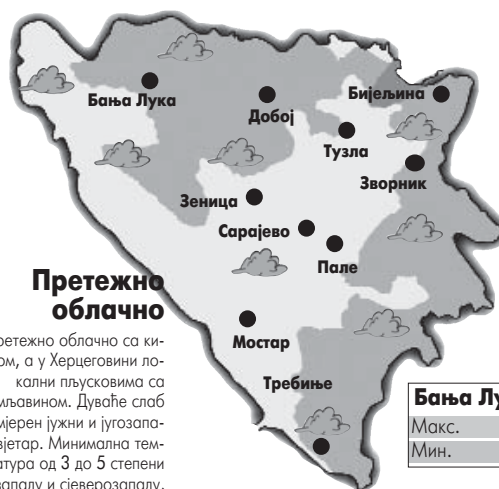 Бања Лука
Добој
Бијељина
Тузла
Зворник
Зеница
Сарајево
Пале
Мостар
Требиње
Претежно
облачно
ретежно облачно са ки-
ом, а у Херцеговини ло-
кални пљусковима са
мљавином. Дуваће слаб
мјерен јужни и југозапа-
вјетар. Минимална тем-
атура од 3 до 5 степени
западу и сјеверозападу,
Бања Лу
Макс.
Мин.